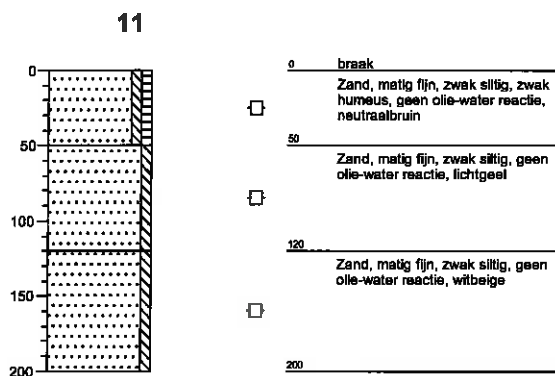 11
0
50
100
150
200
0 braak
Zand, matig fijn, zwak siltig, zwak
humeus, geen olie-water reactie,
neutraalbruin
50
Zand, matig fijn, zwak siltig, geen
olie-water reactie, lichtgeel
120
Zand, matig fijn, zwak siltig, geen
olie-water reactie, witbeige
200